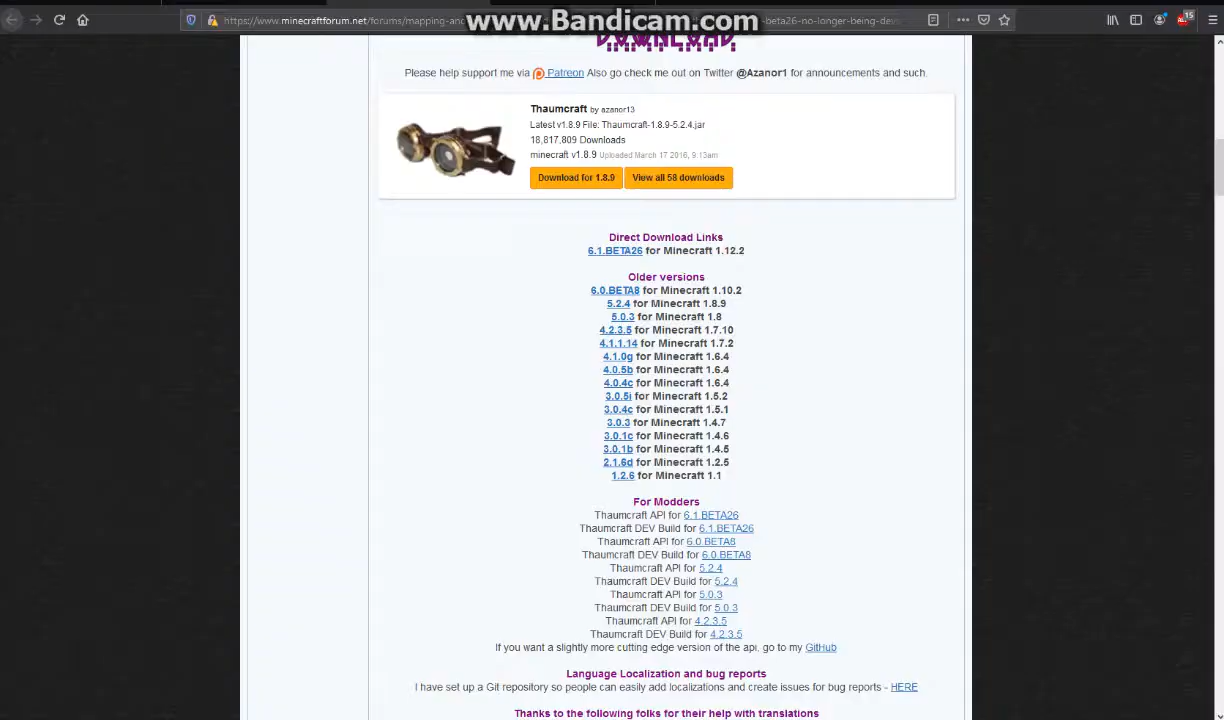 www.Bandicam.com
https://www.minecraftforum.net/forums/mapping-an
-beta26-no-longer-being-dev
15
DOWNLOAD
Please help support me via Patreon Also go check me out on Twitter @Azanor1 for announcements and such.
Thaumcraft by azanor13
Latest v1.8.9 File: Thaumcraft-1.8.9-5.2.4.jar
18,817,809 Downloads
minecraft v1.8.9 Uploaded March 17 2016, 9:13am
Download for 1.8.9 View all 58 downloads
Direct Download Links
6.1.BETA26 for Minecraft 1.12.2
Older versions
6.0.BETA8 for Minecraft 1.10.2
5.2.4 for Minecraft 1.8.9
5.0.3 for Minecraft 1.8
4.2.3.5 for Minecraft 1.7.10
4.1.1.14 for Minecraft 1.7.2
4.1.0g for Minecraft 1.6.4
4.0.5b for Minecraft 1.6.4
4.0.4c for Minecraft 1.6.4
3.0.5i for Minecraft 1.5.2
3.0.4c for Minecraft 1.5.1
3.0.3 for Minecraft 1.4.7
3.0.1c for Minecraft 1.4.6
3.0.1b for Minecraft 1.4.5
2.1.6d for Minecraft 1.2.5
1.2.6 for Minecraft 1.1
For Modders
Thaumcraft API for 6.1.BETA26
Thaumcraft DEV Build for 6.1.BETA26
Thaumcraft API for 6.0.BETA8
Thaumcraft DEV Build for 6.0.BETA8
Thaumcraft API for 5.2.4
Thaumcraft DEV Build for 5.2.4
Thaumcraft API for 5.0.3
Thaumcraft DEV Build for 5.0.3
Thaumcraft API for 4.2.3.5
Thaumcraft DEV Build for 4.2.3.5
If you want a slightly more cutting edge version of the api, go to my GitHub
Language Localization and bug reports
I have set up a Git repository so people can easily add localizations and create issues for bug reports - HERE
Thanks to the following folks for their help with translations